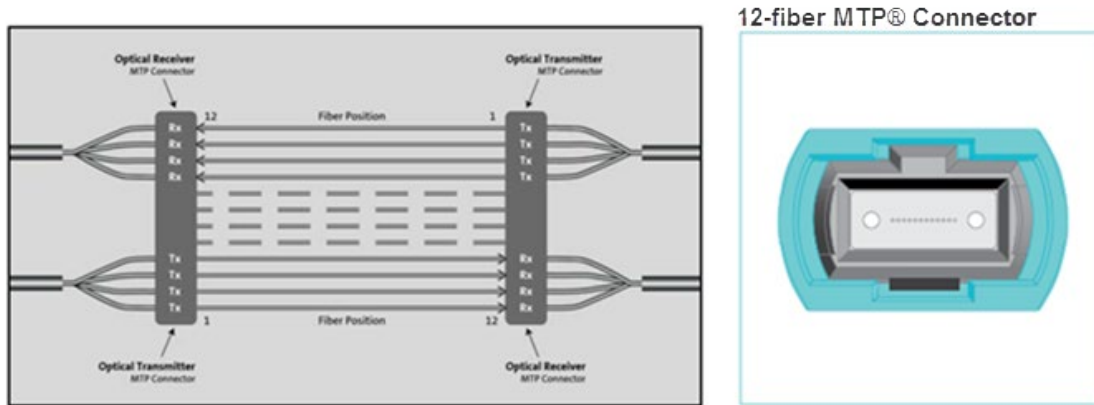 12-fiber MTP® Connector
Optical Receiver
MTP Connector
Optical Transmitter
MTP Connector
12
Fiber Position
1
Rx
Tx
Rx
Tx
Rx
Tx
Rx
Tx
Tx
Rx
Tx
Rx
Tx
Rx
Tx
Rx
1
Fiber Position
12
Optical Transmitter
MTP Connector
Optical Receiver
MTP Connector